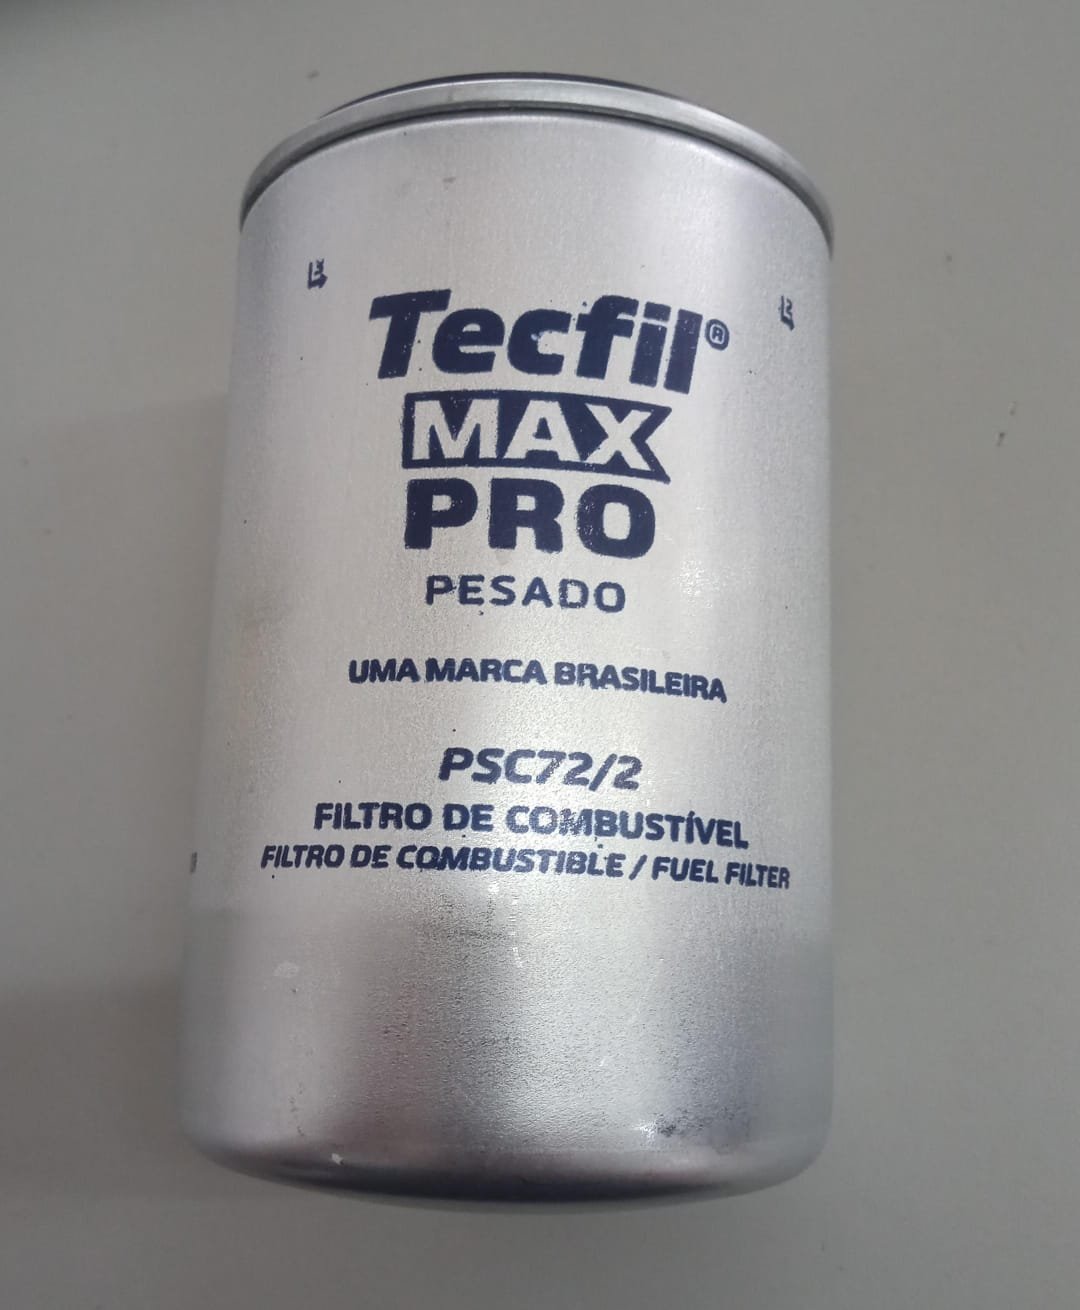 Tecfil®
MAX
PRO
PESADO
UMA MARCA BRASILEIRA
PSC72/2
FILTRO DE COMBUSTÍVEL
FILTRO DE COMBUSTIBLE / FUEL FILTER